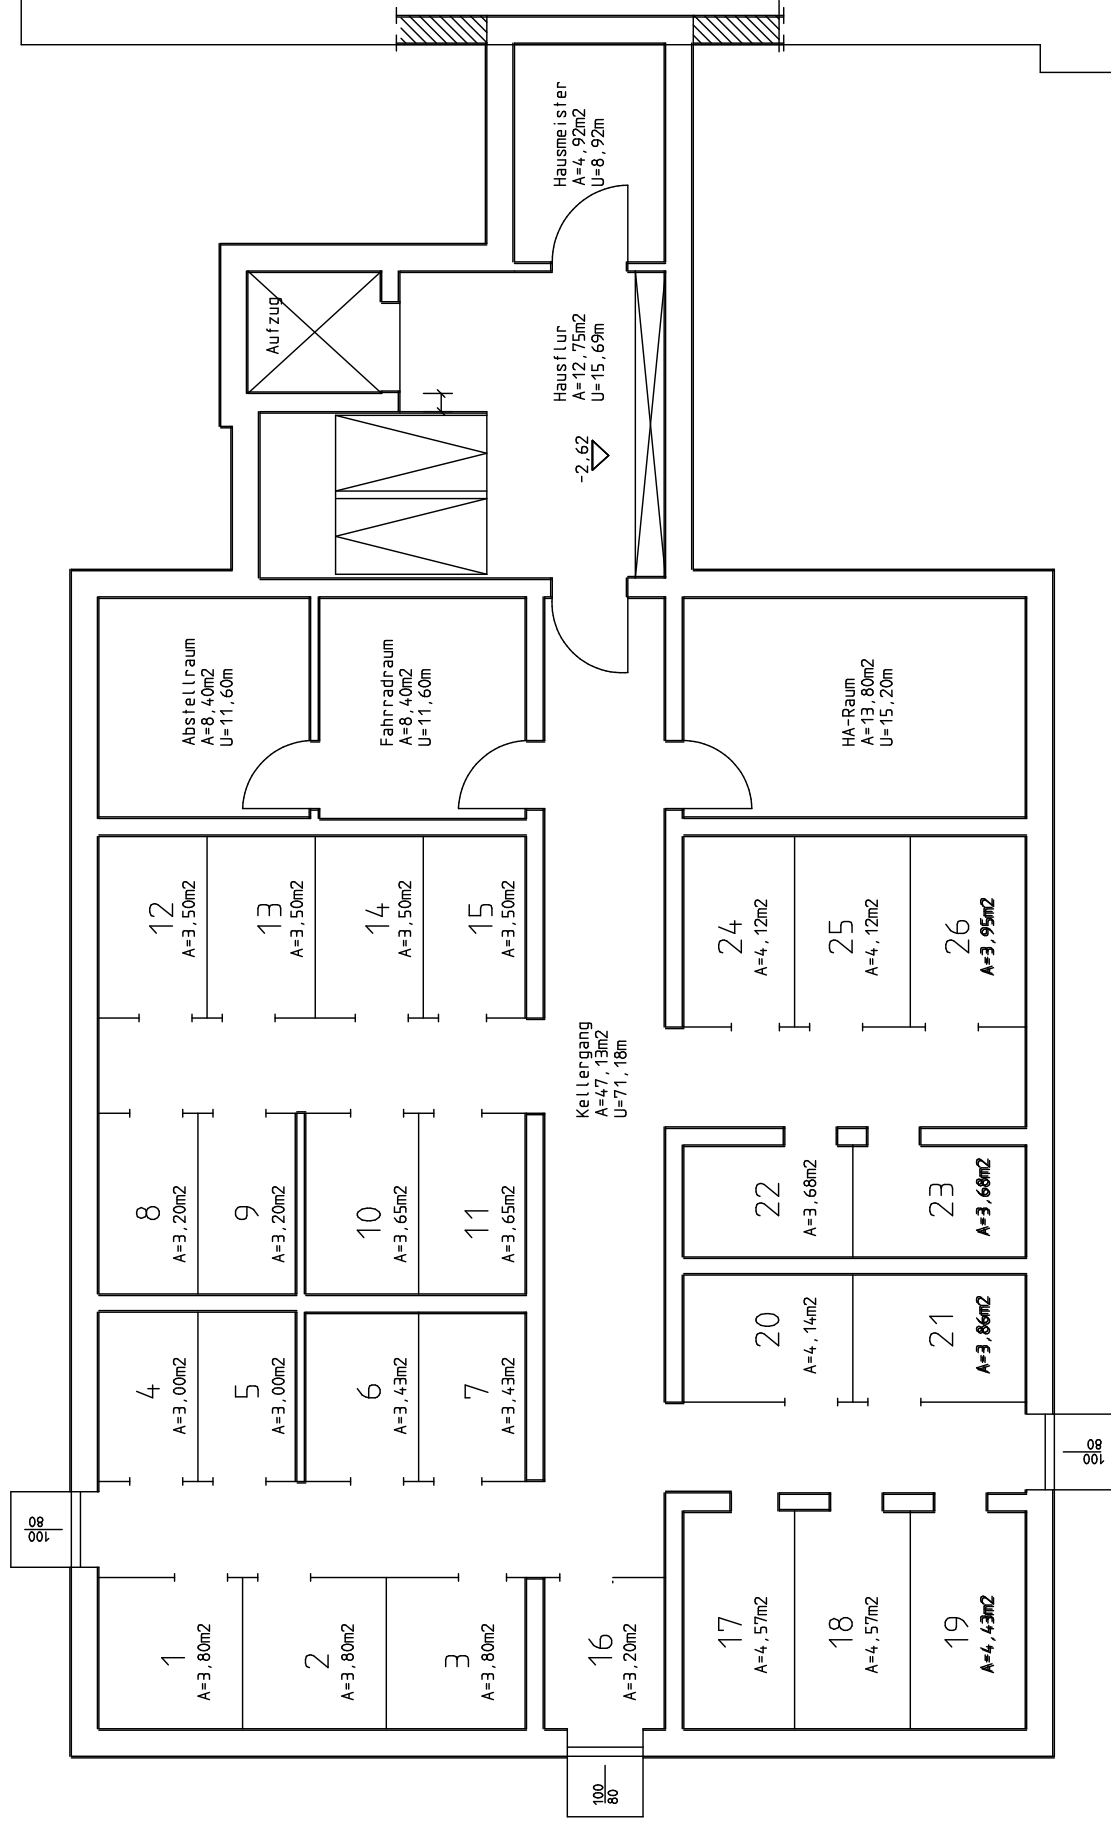 Hausmeister
A=4,92m2
U=8,92m
Aufzug
Hausflur
A=12,75m2
U=15,69m
-2,62
Abstellraum
A=8,40m2
U=11,60m
Fahrradraum
A=8,40m2
U=11,60m
HA-Raum
A=13,80m2
U=15,20m
12
A=3,50m2
13
A=3,50m2
14
A=3,50m2
15
A=3,50m2
24
A=4,12m2
25
A=4,12m2
26
A=3,95m2
Kellergang
A=47,13m2
U=71,18m
8
A=3,20m2
9
A=3,20m2
10
A=3,65m2
11
A=3,65m2
22
A=3,68m2
23
A=3,68m2
4
A=3,00m2
5
A=3,00m2
6
A=3,43m2
7
A=3,43m2
20
A=4,14m2
21
A=3,86m2
100
80
100
80
1
A=3,80m2
2
A=3,80m2
3
A=3,80m2
16
A=3,20m2
17
A=4,57m2
18
A=4,57m2
19
A=4,43m2
100
80